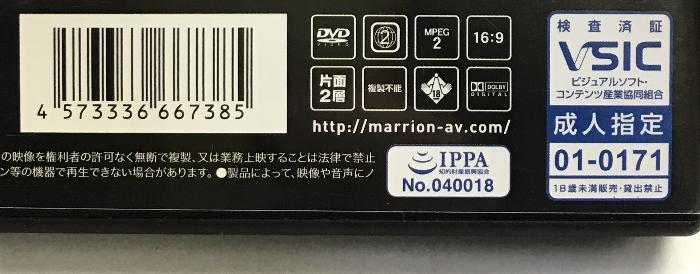 4 573336 667385
DVD
VIDEO
2
MPEG
2
16:9
片面
2層
複製不能
18
DOLBY
DIGITAL
http://marrion-av.com/
の映像を権利者の許可なく無断で複製、又は業務上映することは法律で禁止
ン等の機器で再生できない場合があります。●製品によって、映像や音声にノ
IPPA
知的財産振興協会
No.040018
検査済証
VSIC
ビジュアルソフト・
コンテンツ産業協同組合
成人指定
01-0171
18歳未満販売・貸出禁止